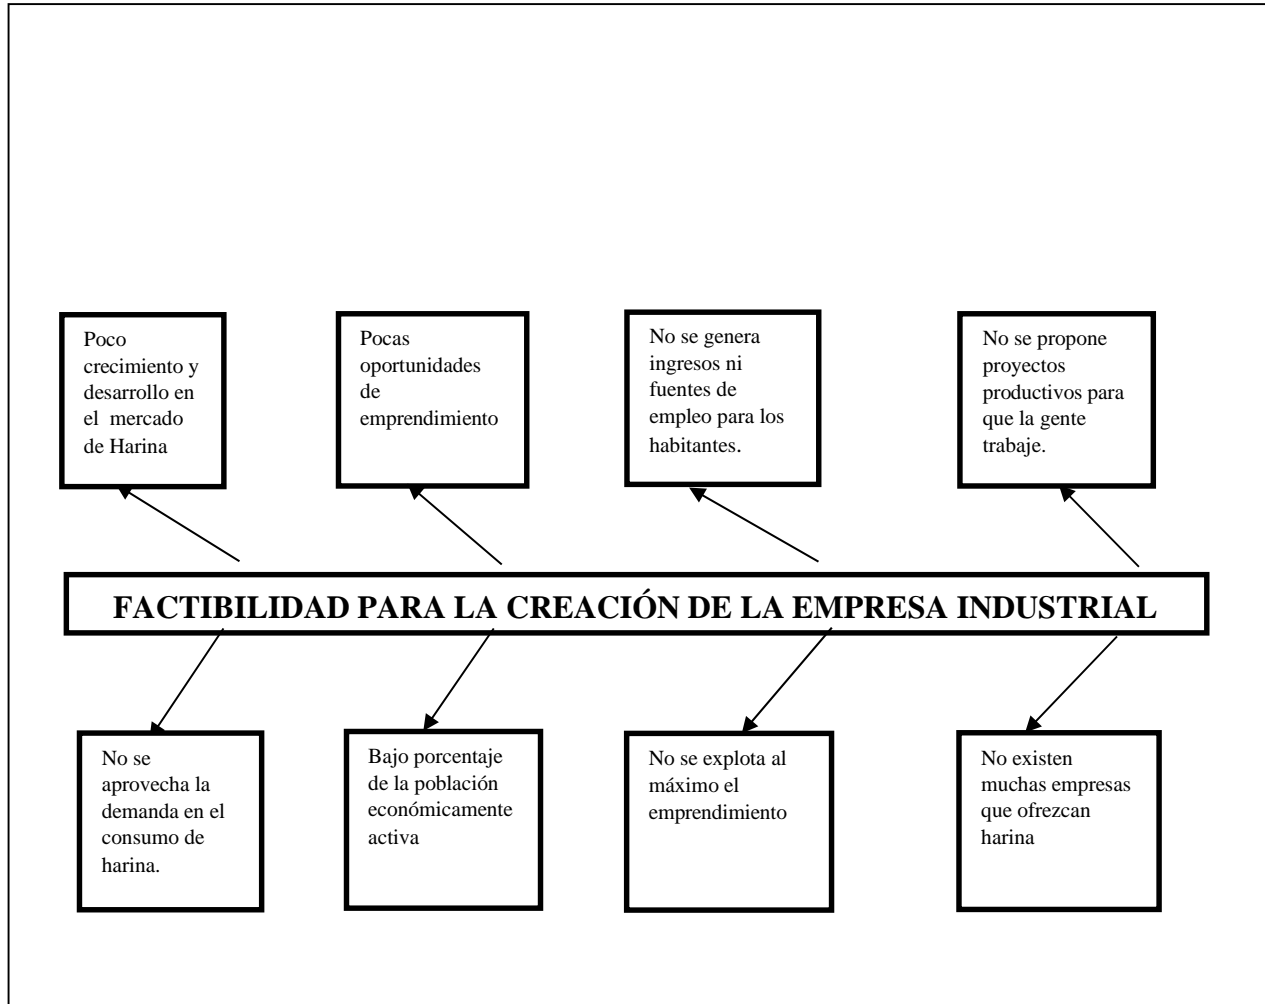 Poco
crecimiento y
desarrollo en
el mercado
de Harina
Pocas
oportunidades
de
emprendimiento
No se genera
ingresos ni
fuentes de
empleo para los
habitantes.
No se propone
proyectos
productivos para
que la gente
trabaje.
FACTIBILIDAD PARA LA CREACIÓN DE LA EMPRESA INDUSTRIAL
No se
aprovecha la
demanda en el
consumo de
harina.
Bajo porcentaje
de la población
económicamente
activa
No se explota al
máximo el
emprendimiento
No existen
muchas empresas
que ofrezcan
harina